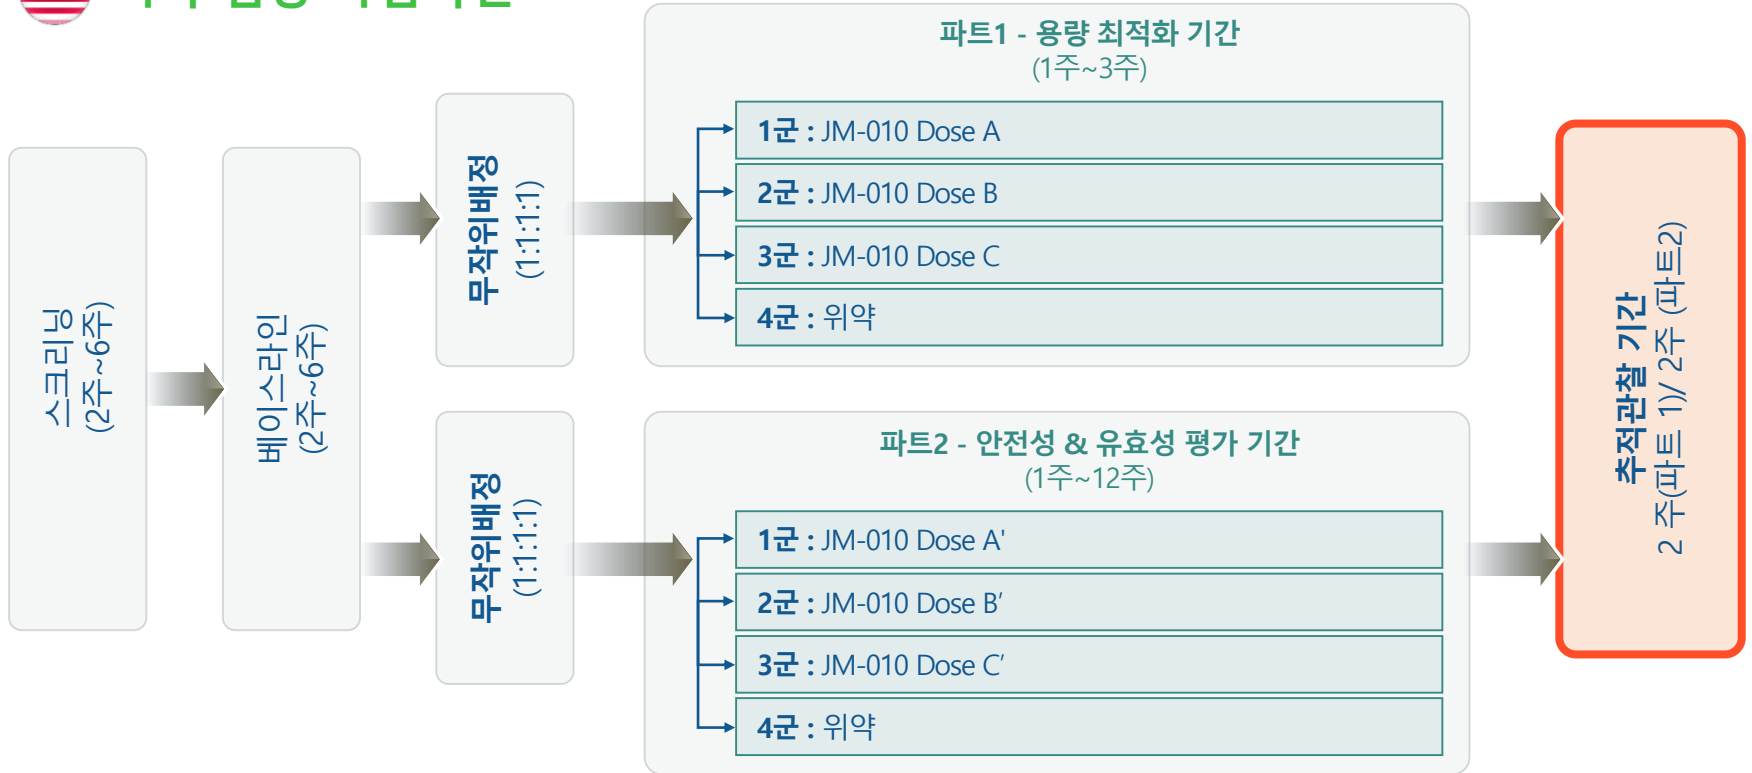 스크리닝
(2주~6주)
베이스라인
(2주~6주)
무작위배정
(1:1:1:1)
파트1 - 용량 최적화 기간
(1주~3주)
1군 : JM-010 Dose A
2군 : JM-010 Dose B
3군 : JM-010 Dose C
4군 : 위약
무작위배정
(1:1:1:1)
파트2 - 안전성 & 유효성 평가 기간
(1주~12주)
1군 : JM-010 Dose A'
2군 : JM-010 Dose B’
3군 : JM-010 Dose C’
4군 : 위약
추적관찰 기간
2 주(파트 1)/ 2주 (파트2)